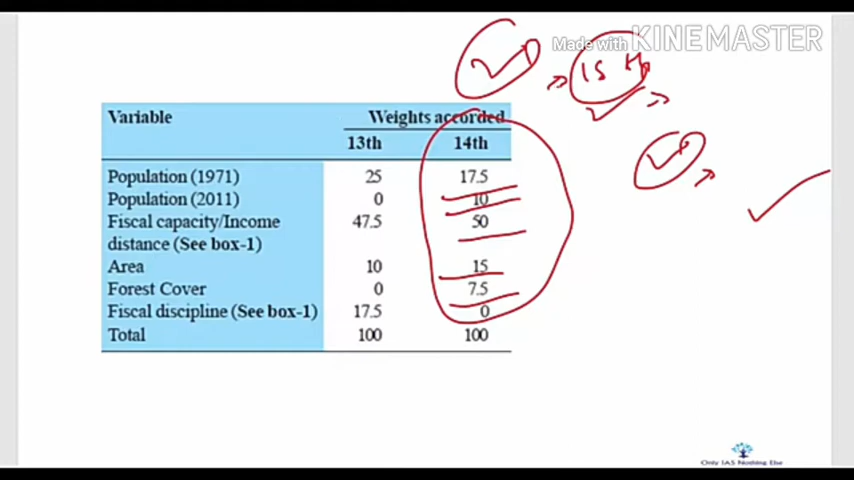 Made with KINEMASTER
15 th
Variable Weights accorded
13th 14th
Population (1971) 25 17.5
Population (2011) 0 10
Fiscal capacity/Income 47.5 50
distance (See box-1)
Area 10 15
Forest Cover 0 7.5
Fiscal discipline (See box-1) 17.5 0
Total 100 100
Only IAS Nothing Else